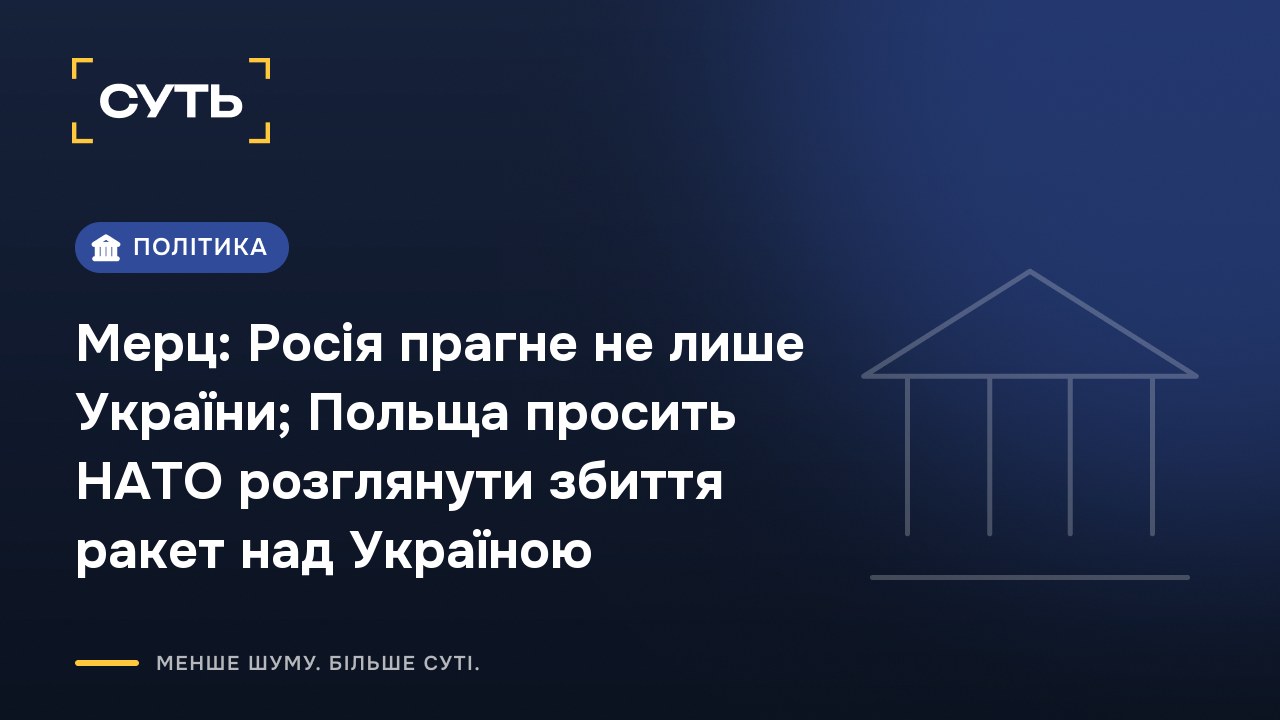 СУТЬ
ПОЛІТИКА
Мерц: Росія прагне не лише
України; Польща просить
НАТО розглянути збиття
ракет над Україною
МЕНШЕ ШУМУ. БІЛЬШЕ СУТІ.